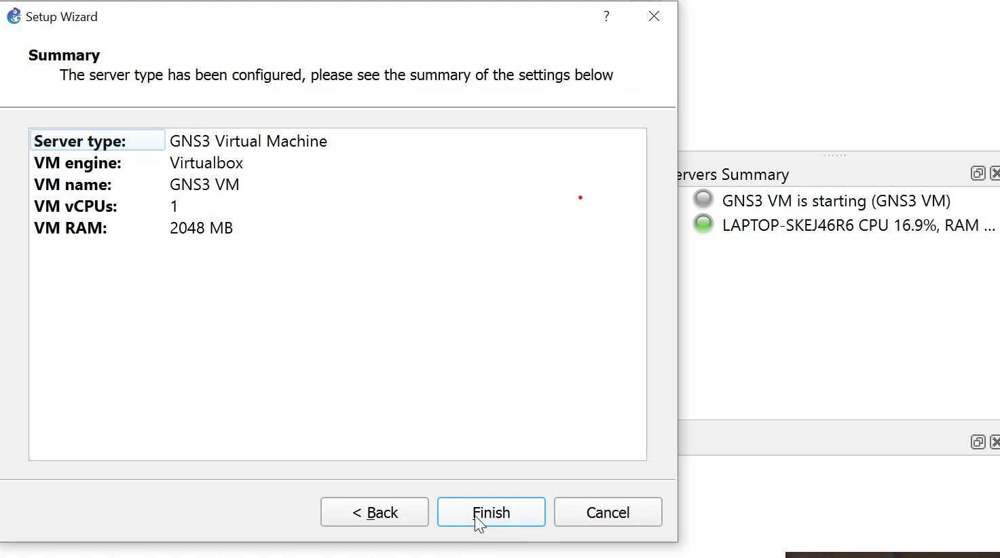 Setup Wizard
?
Summary
The server type has been configured, please see the summary of the settings below
Server type: GNS3 Virtual Machine
VM engine: Virtualbox
VM name: GNS3 VM
VM vCPUs: 1
VM RAM: 2048 MB
< Back Finish Cancel
ervers Summary
GNS3 VM is starting (GNS3 VM)
LAPTOP-SKEJ46R6 CPU 16.9%, RAM ...